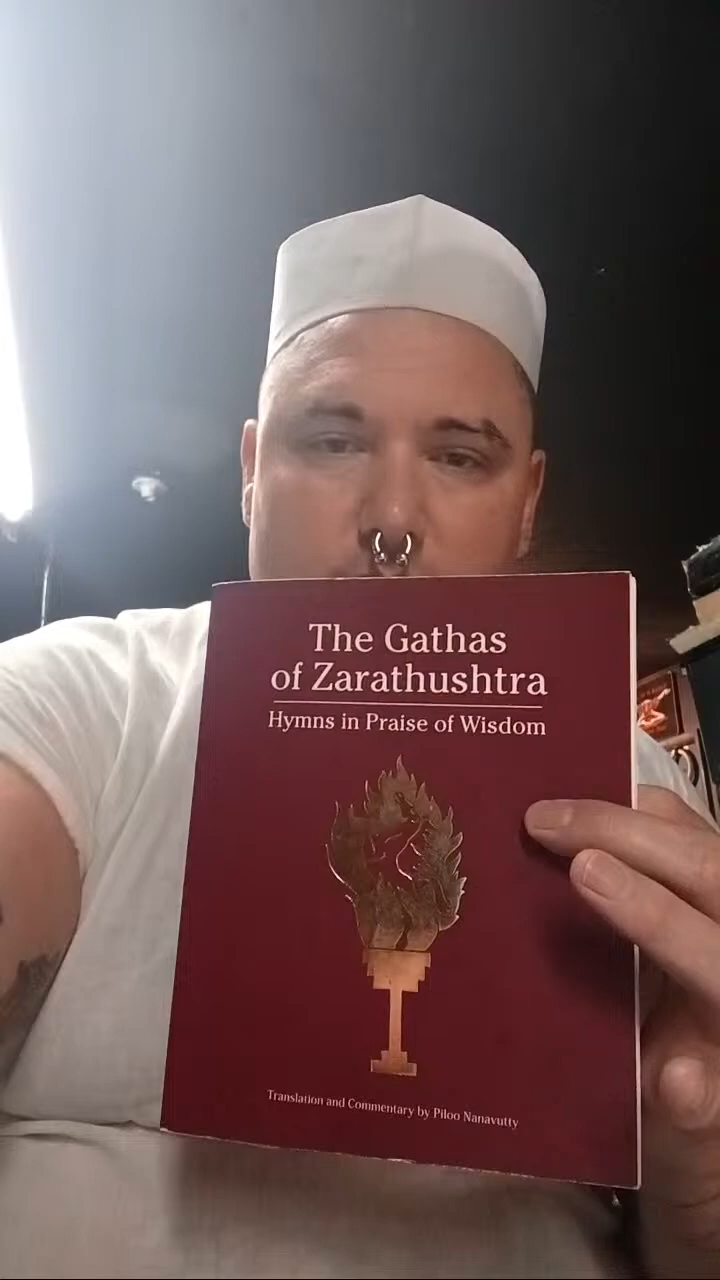 The Gathas
of Zarathushtra
Hymns in Praise of Wisdom
Translation and Commentary by Piloo Nanavutty